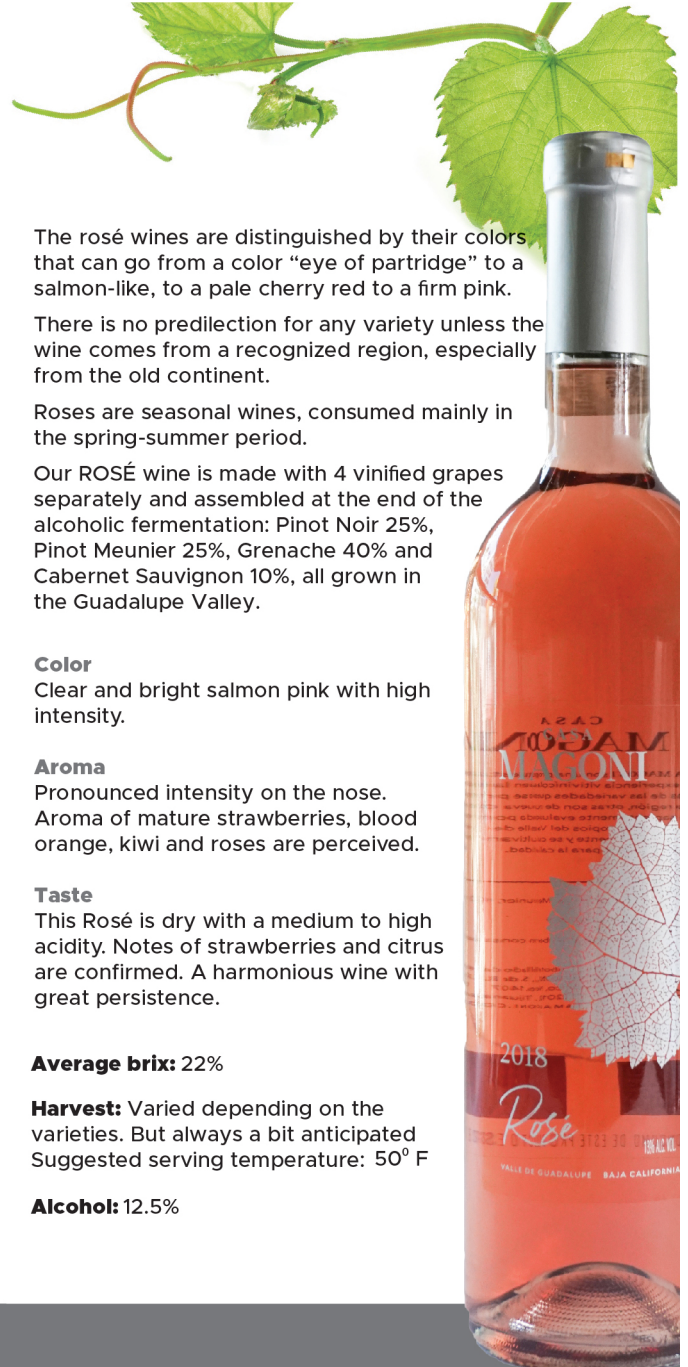 The rosé wines are distinguished by their colors
that can go from a color “eye of partridge” to a
salmon-like, to a pale cherry red to a firm pink.
There is no predilection for any variety unless the
wine comes from a recognized region, especially
from the old continent.
Roses are seasonal wines, consumed mainly in
the spring-summer period.
Our ROSÉ wine is made with 4 vinified grapes
separately and assembled at the end of the
alcoholic fermentation: Pinot Noir 25%,
Pinot Meunier 25%, Grenache 40% and
Cabernet Sauvignon 10%, all grown in
the Guadalupe Valley.
Color
Clear and bright salmon pink with high
intensity.
Aroma
Pronounced intensity on the nose.
Aroma of mature strawberries, blood
orange, kiwi and roses are perceived.
Taste
This Rosé is dry with a medium to high
acidity. Notes of strawberries and citrus
are confirmed. A harmonious wine with
great persistence.
Average brix: 22%
Harvest: Varied depending on the
varieties. But always a bit anticipated
Suggested serving temperature: 50⁰ F
Alcohol: 12.5%
CASA
MAGONI
2018
Rosé
13% ALC. VOL.
VALLE DE GUADALUPE BAJA CALIFORNIA